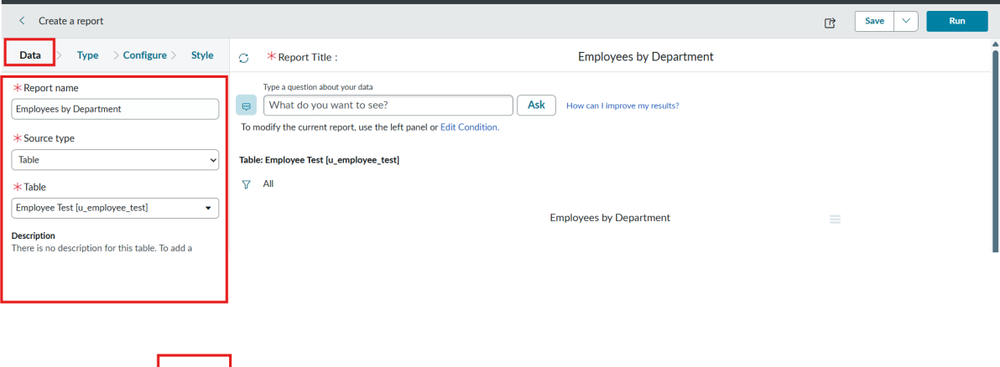 Create a report
Save
Run
Data
Type
Configure
Style
*Report name
Employees by Department
*Source type
Table
*Table
Employee Test [u_employee_test]
Description
There is no description for this table. To add a
*Report Title :
Employees by Department
Type a question about your data
What do you want to see?
Ask
How can I improve my results?
To modify the current report, use the left panel or Edit Condition.
Table: Employee Test [u_employee_test]
All
Employees by Department